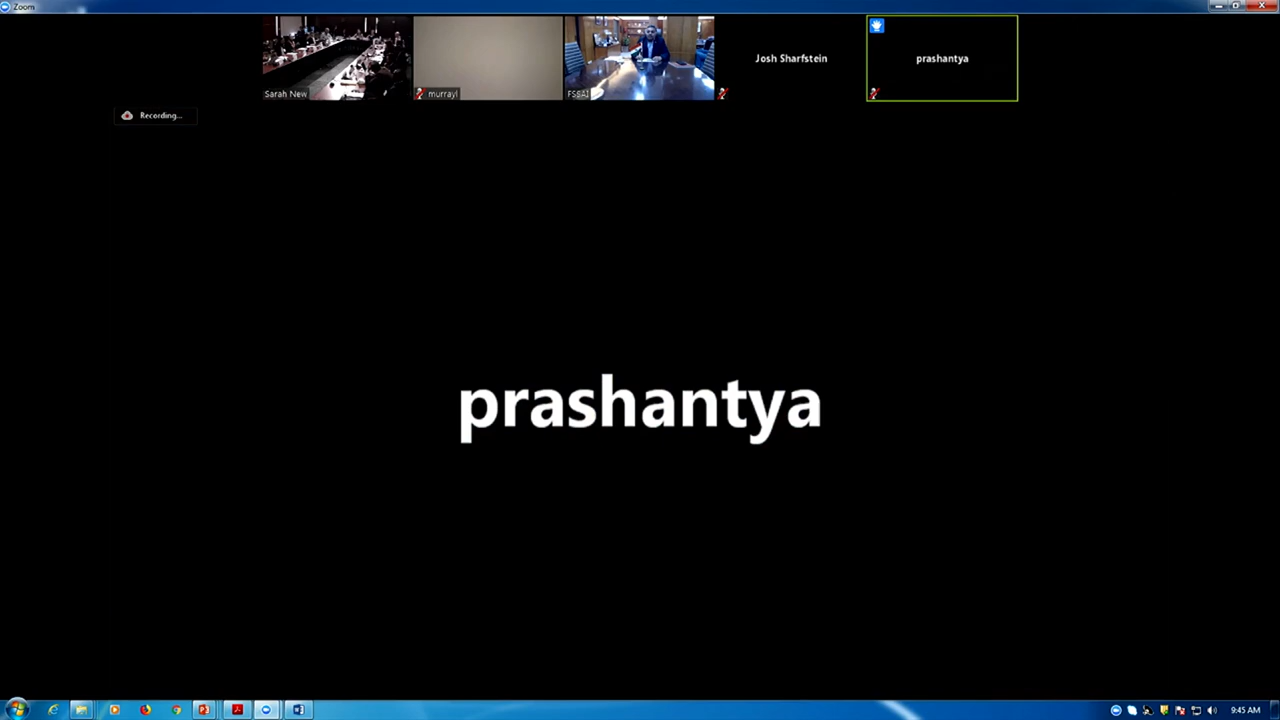 Zoom
Sarah New
murrayl
FSSAI
Josh Sharfstein
prashantya
Recording...
prashantya
9:45 AM